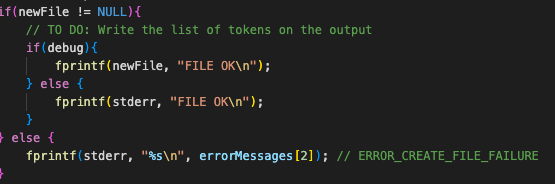 if(newFile != NULL){
    // TO DO: Write the list of tokens on the output
    if(debug){
        fprintf(newFile, "FILE OK\n");
    } else {
        fprintf(stderr, "FILE OK\n");
    }
} else {
    fprintf(stderr, "%s\n", errorMessages[2]); // ERROR_CREATE_FILE_FAILURE
}